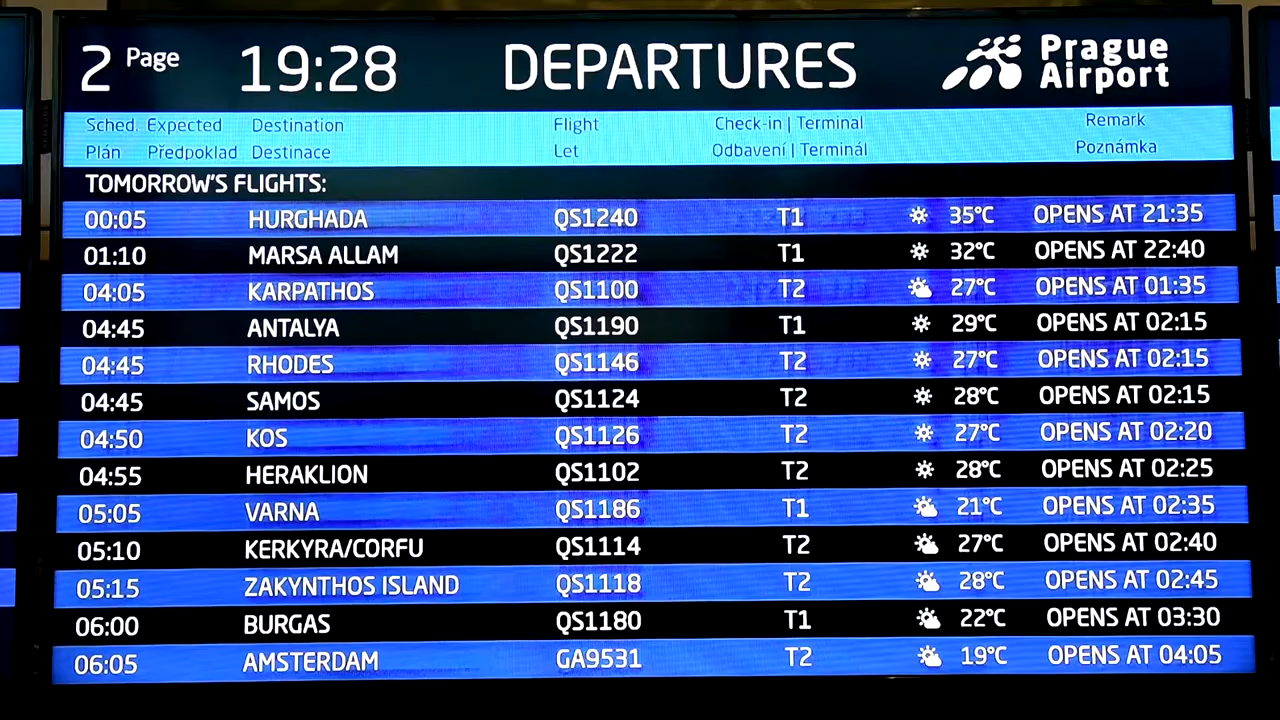 2 Page 19:28 DEPARTURES Prague Airport
Sched. Expected Destination Flight Check-in | Terminal Remark
Plán Předpoklad Destinace Let Odbavení | Terminál Poznámka
TOMORROW'S FLIGHTS:
00:05 HURGHADA QS1240 T1 35°C OPENS AT 21:35
01:10 MARSA ALLAM QS1222 T1 32°C OPENS AT 22:40
04:05 KARPATHOS QS1100 T2 27°C OPENS AT 01:35
04:45 ANTALYA QS1190 T1 29°C OPENS AT 02:15
04:45 RHODES QS1146 T2 27°C OPENS AT 02:15
04:45 SAMOS QS1124 T2 28°C OPENS AT 02:15
04:50 KOS QS1126 T2 27°C OPENS AT 02:20
04:55 HERAKLION QS1102 T2 28°C OPENS AT 02:25
05:05 VARNA QS1186 T1 21°C OPENS AT 02:35
05:10 KERKYRA/CORFU QS1114 T2 27°C OPENS AT 02:40
05:15 ZAKYNTHOS ISLAND QS1118 T2 28°C OPENS AT 02:45
06:00 BURGAS QS1180 T1 22°C OPENS AT 03:30
06:05 AMSTERDAM GA9531 T2 19°C OPENS AT 04:05